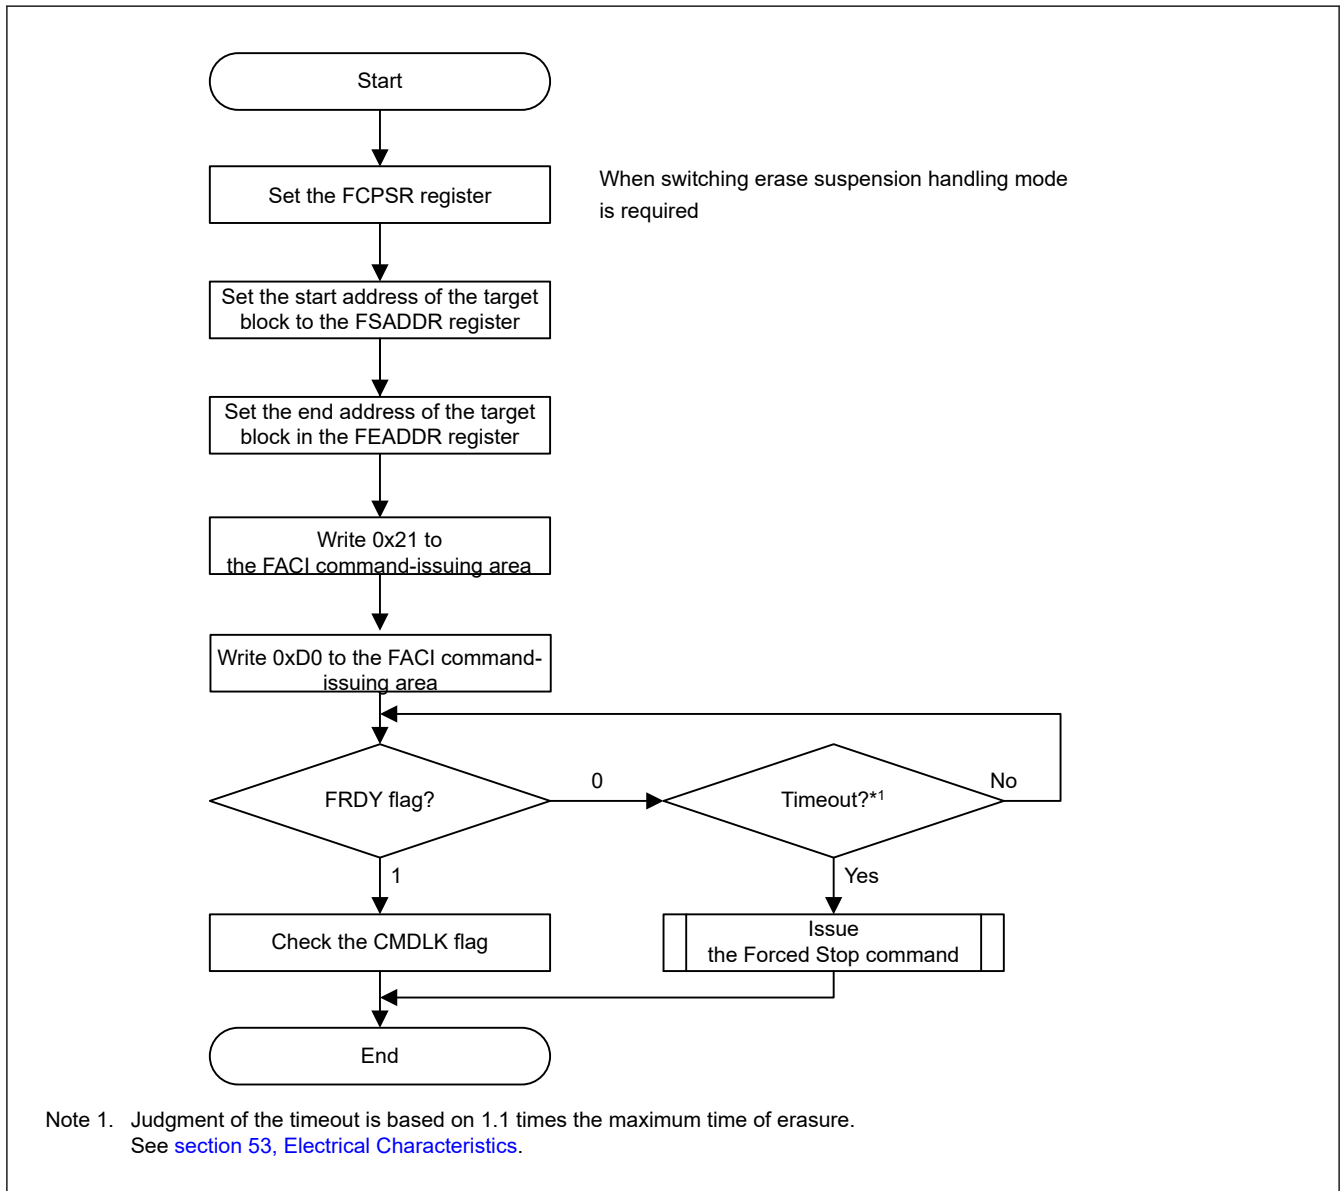 Start
Set the FCPSR register
When switching erase suspension handling mode
is required
Set the start address of the target
block to the FSADDR register
Set the end address of the target
block in the FEADDR register
Write 0x21 to
the FACI command-issuing area
Write 0xD0 to the FACI command-
issuing area
FRDY flag?
0
Timeout?*1
No
1
Yes
Check the CMDLK flag
Issue
the Forced Stop command
End
Note 1. Judgment of the timeout is based on 1.1 times the maximum time of erasure.
See section 53, Electrical Characteristics.